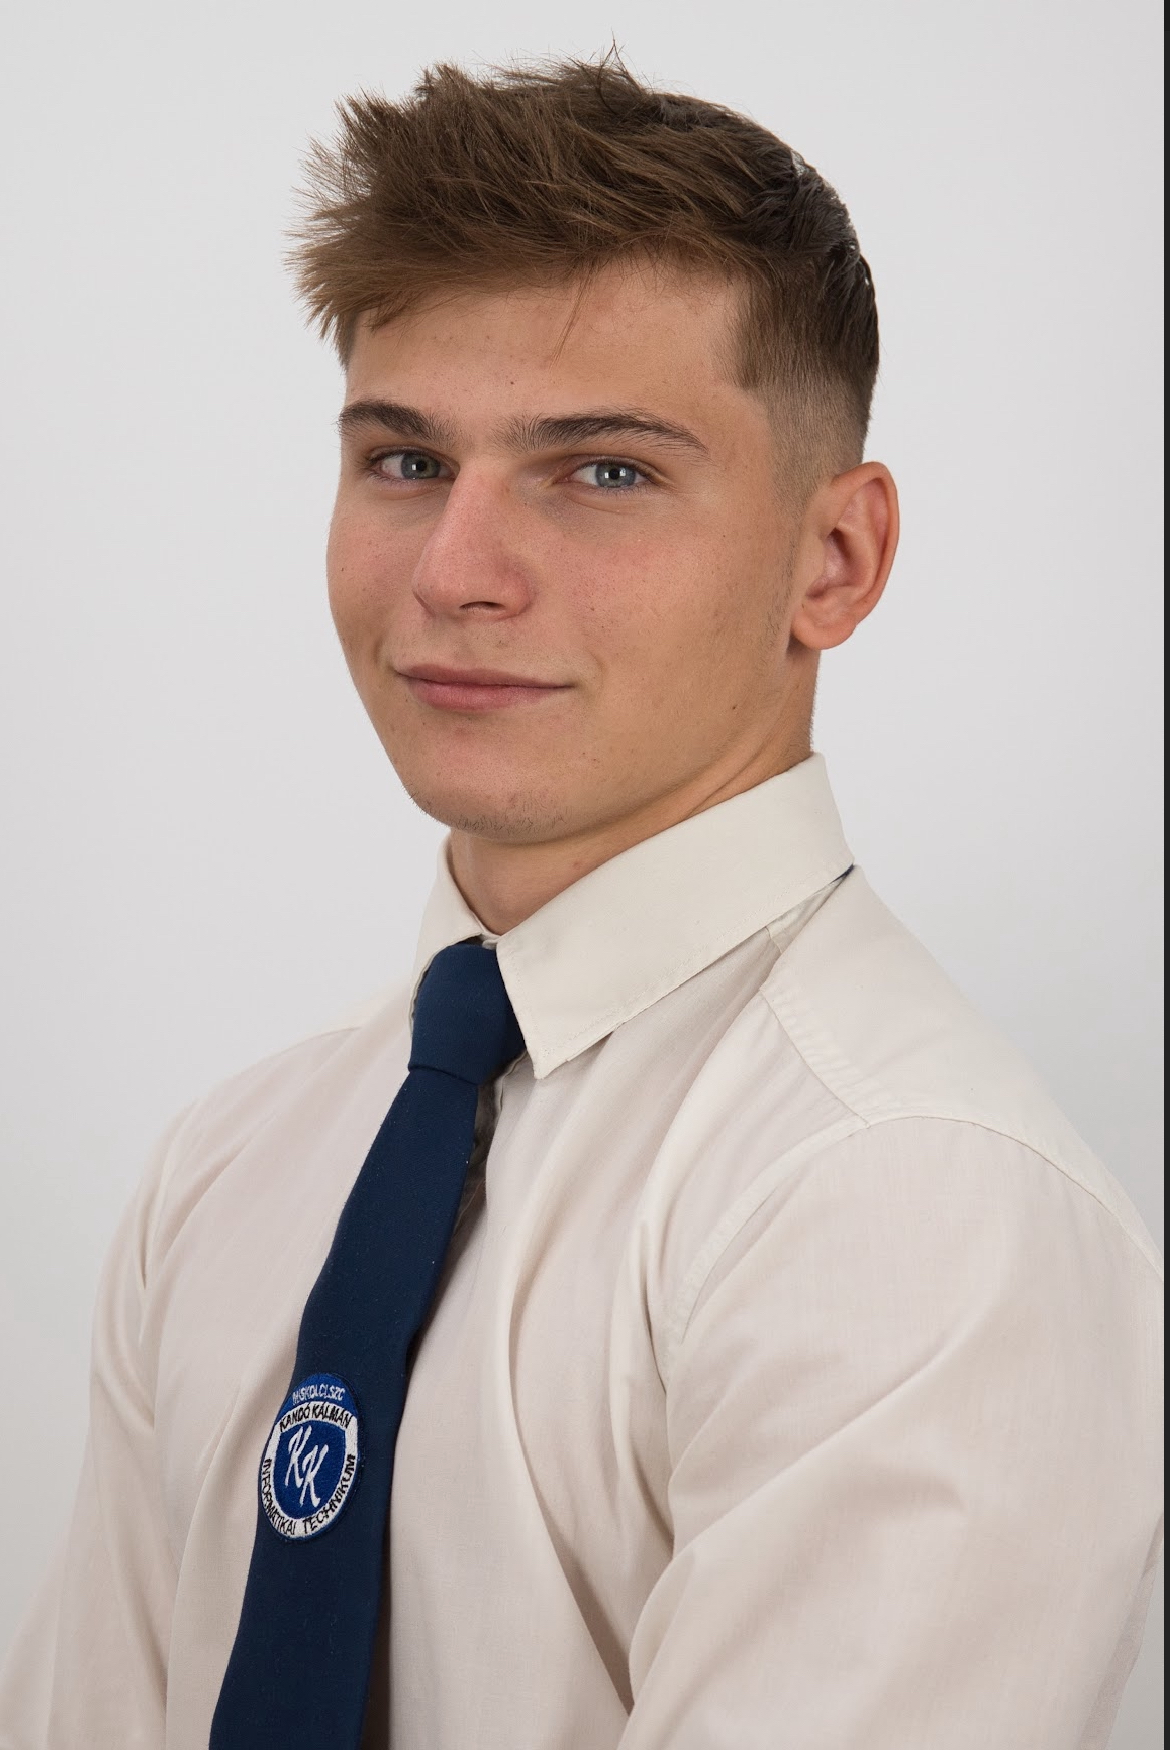 MISKOLCI SZC
KANDÓ KÁLMÁN
KK
INFORMATIKAI TECHNIKUM